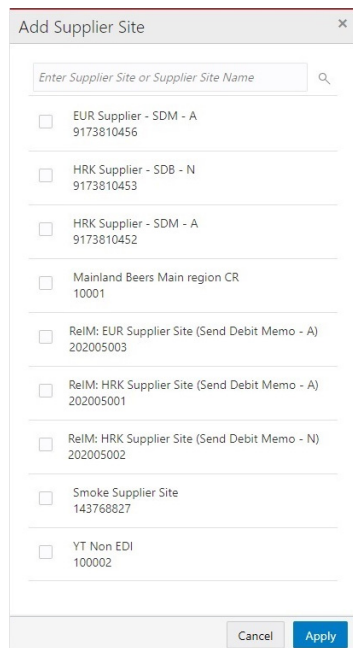 Add Supplier Site ×
Enter Supplier Site or Supplier Site Name
EUR Supplier - SDM - A
9173810456
HRK Supplier - SDB - N
9173810453
HRK Supplier - SDM - A
9173810452
Mainland Beers Main region CR
10001
ReIM: EUR Supplier Site (Send Debit Memo - A)
202005003
ReIM: HRK Supplier Site (Send Debit Memo - A)
202005001
ReIM: HRK Supplier Site (Send Debit Memo - N)
202005002
Smoke Supplier Site
143768827
YT Non EDI
100002
Cancel Apply